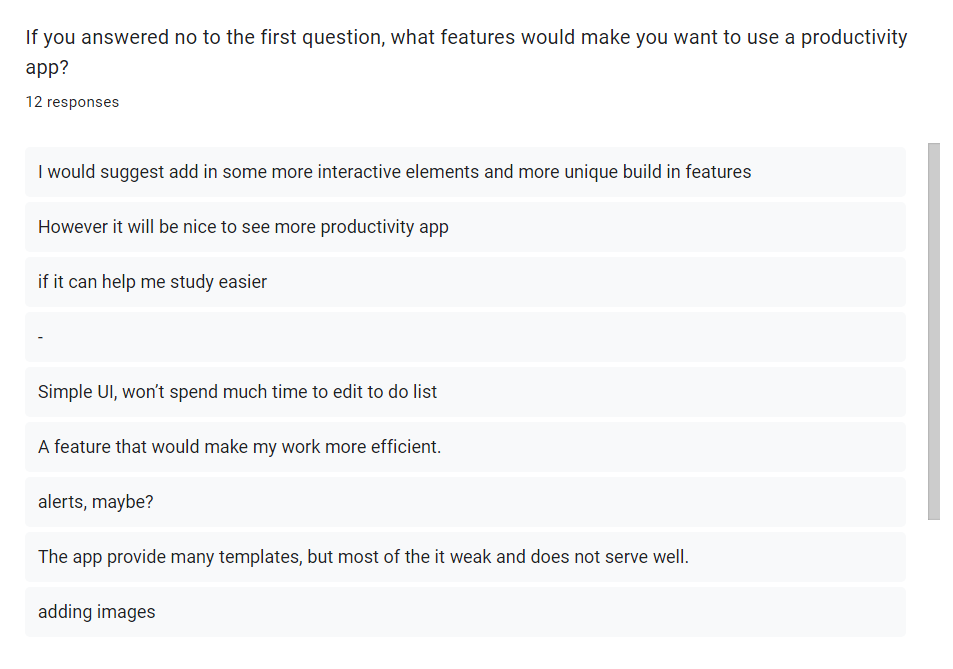 If you answered no to the first question, what features would make you want to use a productivity
app?
12 responses
I would suggest add in some more interactive elements and more unique build in features
However it will be nice to see more productivity app
if it can help me study easier
-
Simple UI, won’t spend much time to edit to do list
A feature that would make my work more efficient.
alerts, maybe?
The app provide many templates, but most of the it weak and does not serve well.
adding images